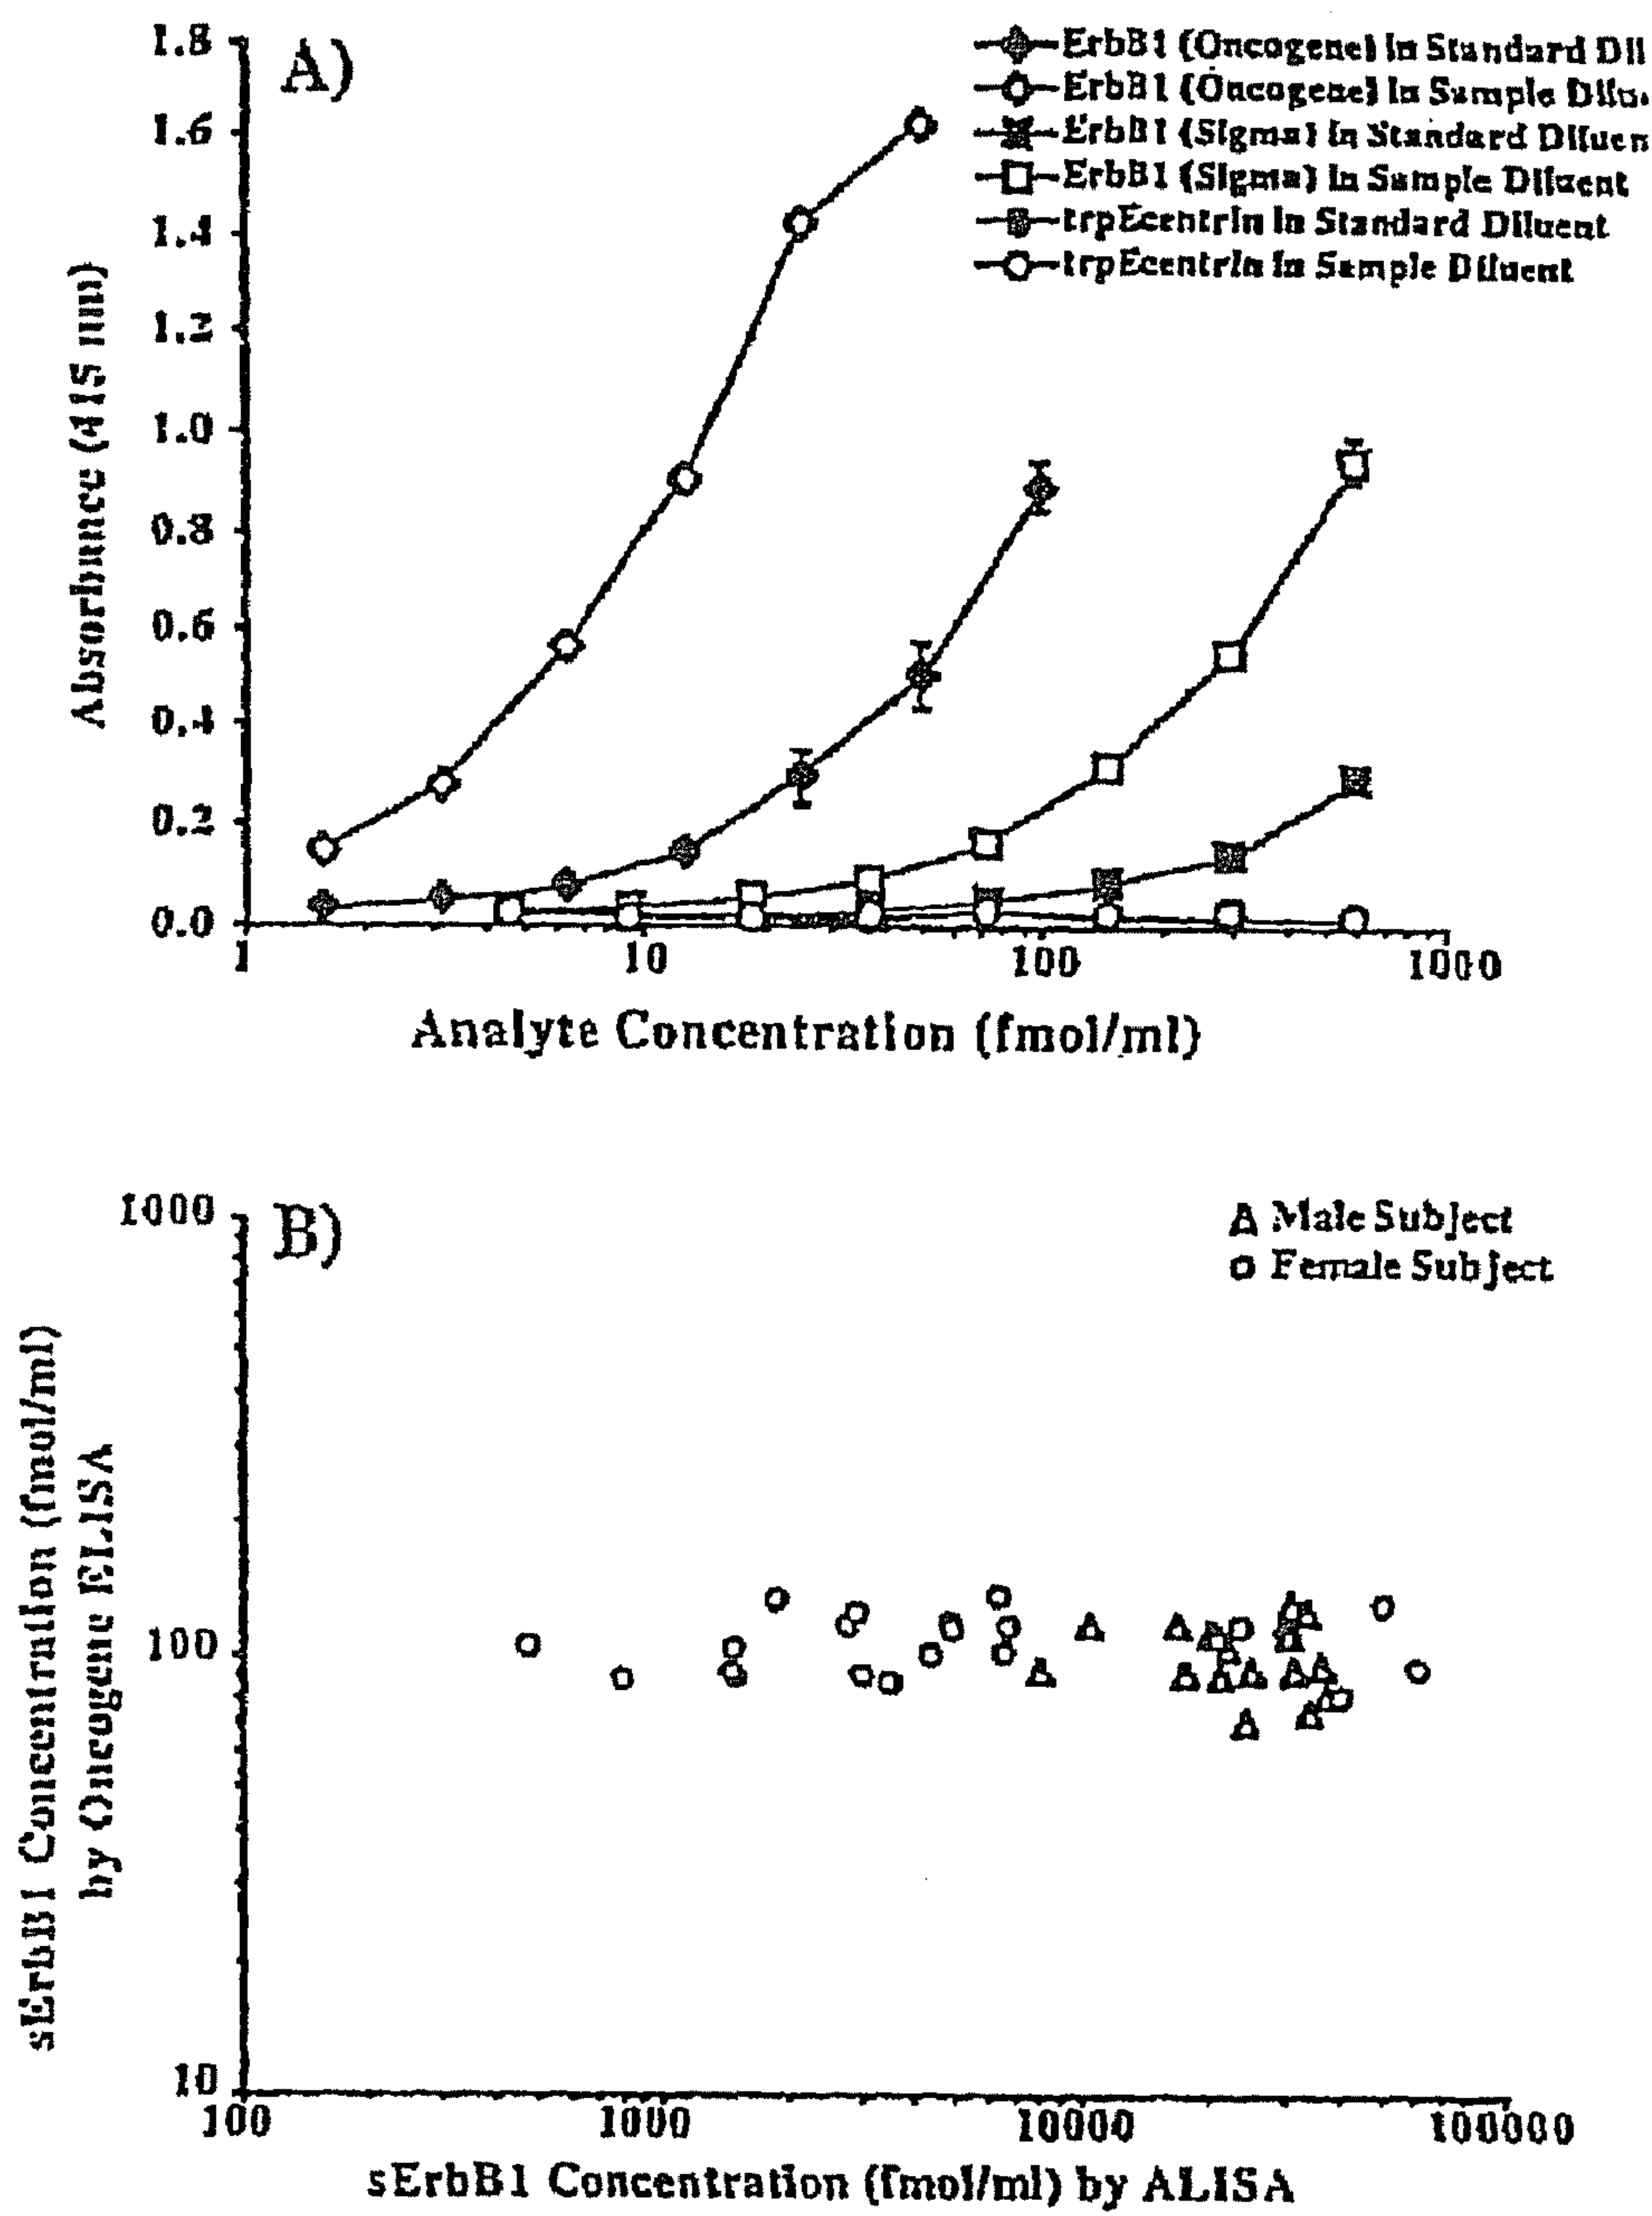 A)
ErbB1 (Oncogene) In Standard Dil
ErbB1 (Oncogene) In Sample Dilu
ErbB1 (Sigma) In Standard Diluen
ErbB1 (Sigma) In Sample Diluent
trpEcentrin In Standard Diluent
trpEcentrin In Sample Diluent
Absorbance (415 nm)
1.8
1.6
1.4
1.2
1.0
0.8
0.6
0.4
0.2
0.0
1
10
100
1000
Analyte Concentration (fmol/ml)
B)
Male Subject
Female Subject
sErbB1 Concentration (fmol/ml)
by Oncogene ELISA
1000
100
10
100
1000
10000
100000
sErbB1 Concentration (fmol/ml) by ALISA